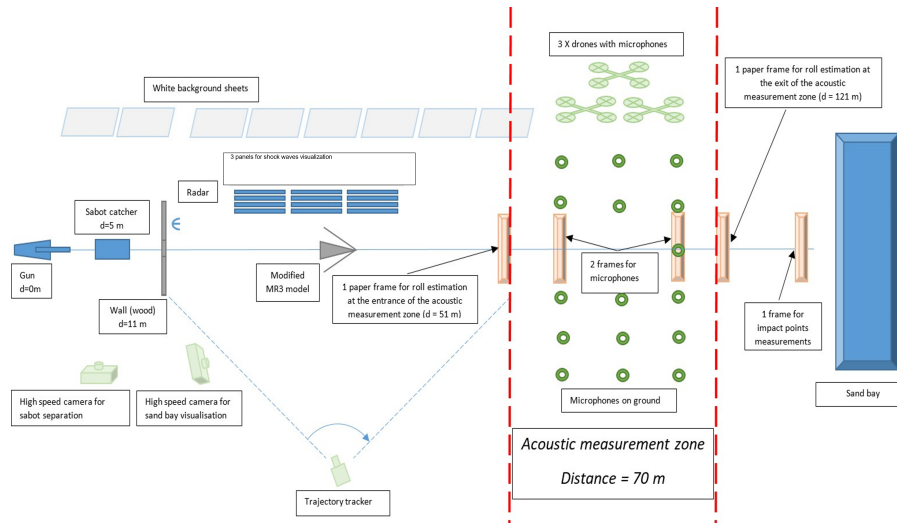 3 X drones with microphones
1 paper frame for roll estimation at
the exit of the acoustic
measurement zone (d = 121 m)
White background sheets
3 panels for shock waves visualization
Radar
Sabot catcher
d=5 m
Gun
d=0m
Modified
MR3 model
2 frames for
microphones
1 paper frame for roll estimation
at the entrance of the acoustic
measurement zone (d = 51 m)
Wall (wood)
d=11 m
1 frame for
impact points
measurements
High speed camera for
sabot separation
High speed camera for
sand bay visualisation
Microphones on ground
Sand bay
Acoustic measurement zone
Distance = 70 m
Trajectory tracker